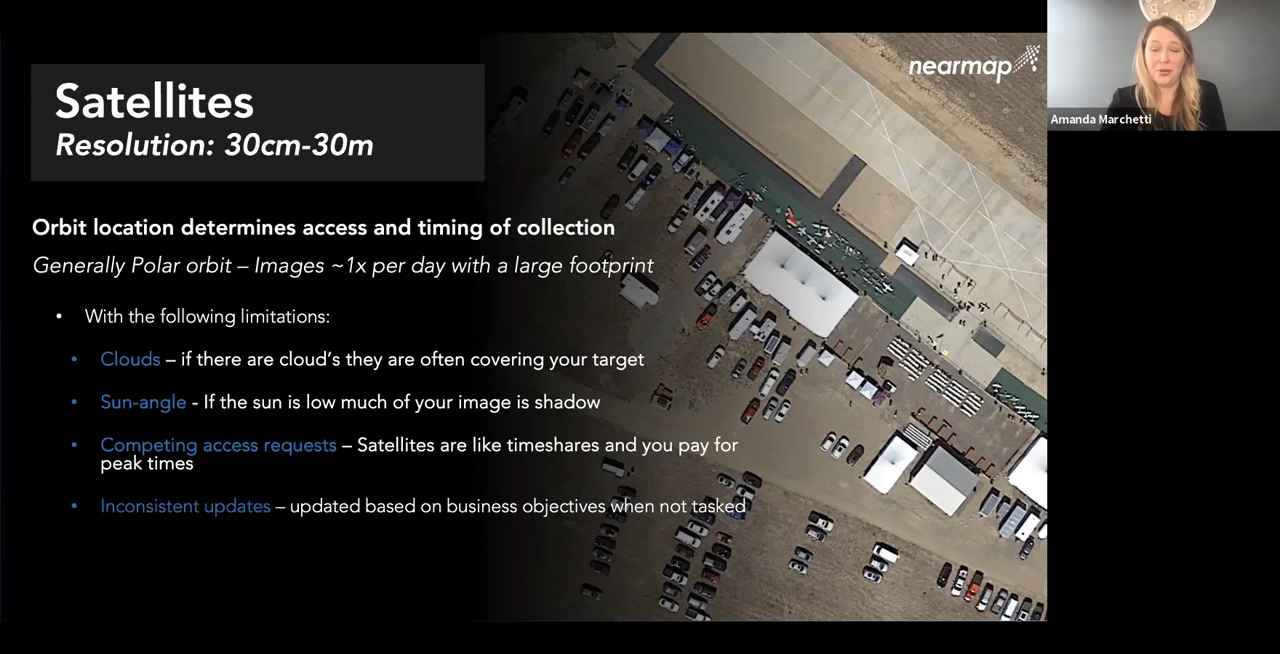 Satellites
Resolution: 30cm-30m
nearmap
Amanda Marchetti
Orbit location determines access and timing of collection
Generally Polar orbit – Images ~1x per day with a large footprint
• With the following limitations:
• Clouds – if there are cloud's they are often covering your target
• Sun-angle - If the sun is low much of your image is shadow
• Competing access requests – Satellites are like timeshares and you pay for
peak times
• Inconsistent updates – updated based on business objectives when not tasked